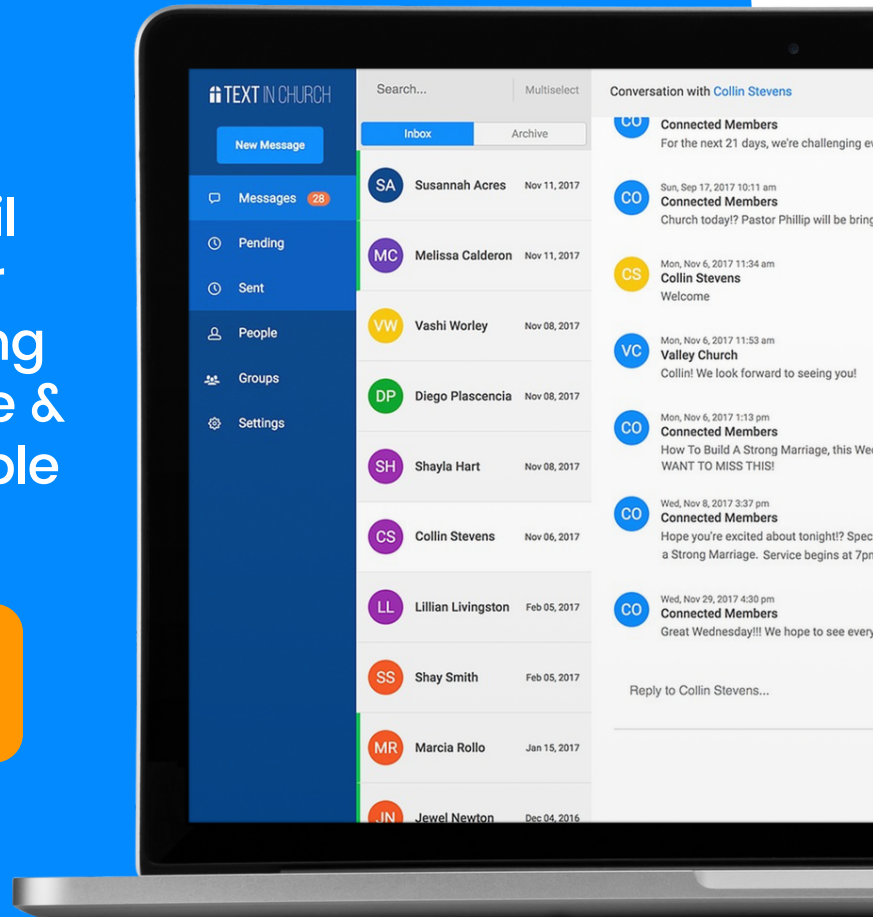 &
TEXT IN CHURCH
New Message
Messages 28
Pending
Sent
People
Groups
Settings
Search... Multiselect
Inbox Archive
SA Susannah Acres Nov 11, 2017
MC Melissa Calderon Nov 11, 2017
VW Vashi Worley Nov 08, 2017
DP Diego Plascencia Nov 08, 2017
SH Shayla Hart Nov 08, 2017
CS Collin Stevens Nov 06, 2017
LL Lillian Livingston Feb 05, 2017
SS Shay Smith Feb 05, 2017
MR Marcia Rollo Jan 15, 2017
JN Jewel Newton Dec 04, 2016
Conversation with Collin Stevens
CO Connected Members
For the next 21 days, we're challenging
Sun, Sep 17, 2017 10:11 am
CO Connected Members
Church today!? Pastor Phillip will be
Mon, Nov 6, 2017 11:34 am
CS Collin Stevens
Welcome
Mon, Nov 6, 2017 11:53 am
VC Valley Church
Collin! We look forward to seeing you!
Mon, Nov 6, 2017 1:13 pm
CO Connected Members
How To Build A Strong Marriage, this
WANT TO MISS THIS!
Wed, Nov 8, 2017 3:37 pm
CO Connected Members
Hope you're excited about tonight!?
a Strong Marriage. Service begins at
Wed, Nov 29, 2017 4:30 pm
CO Connected Members
Great Wednesday!!! We hope to see
Reply to Collin Stevens...